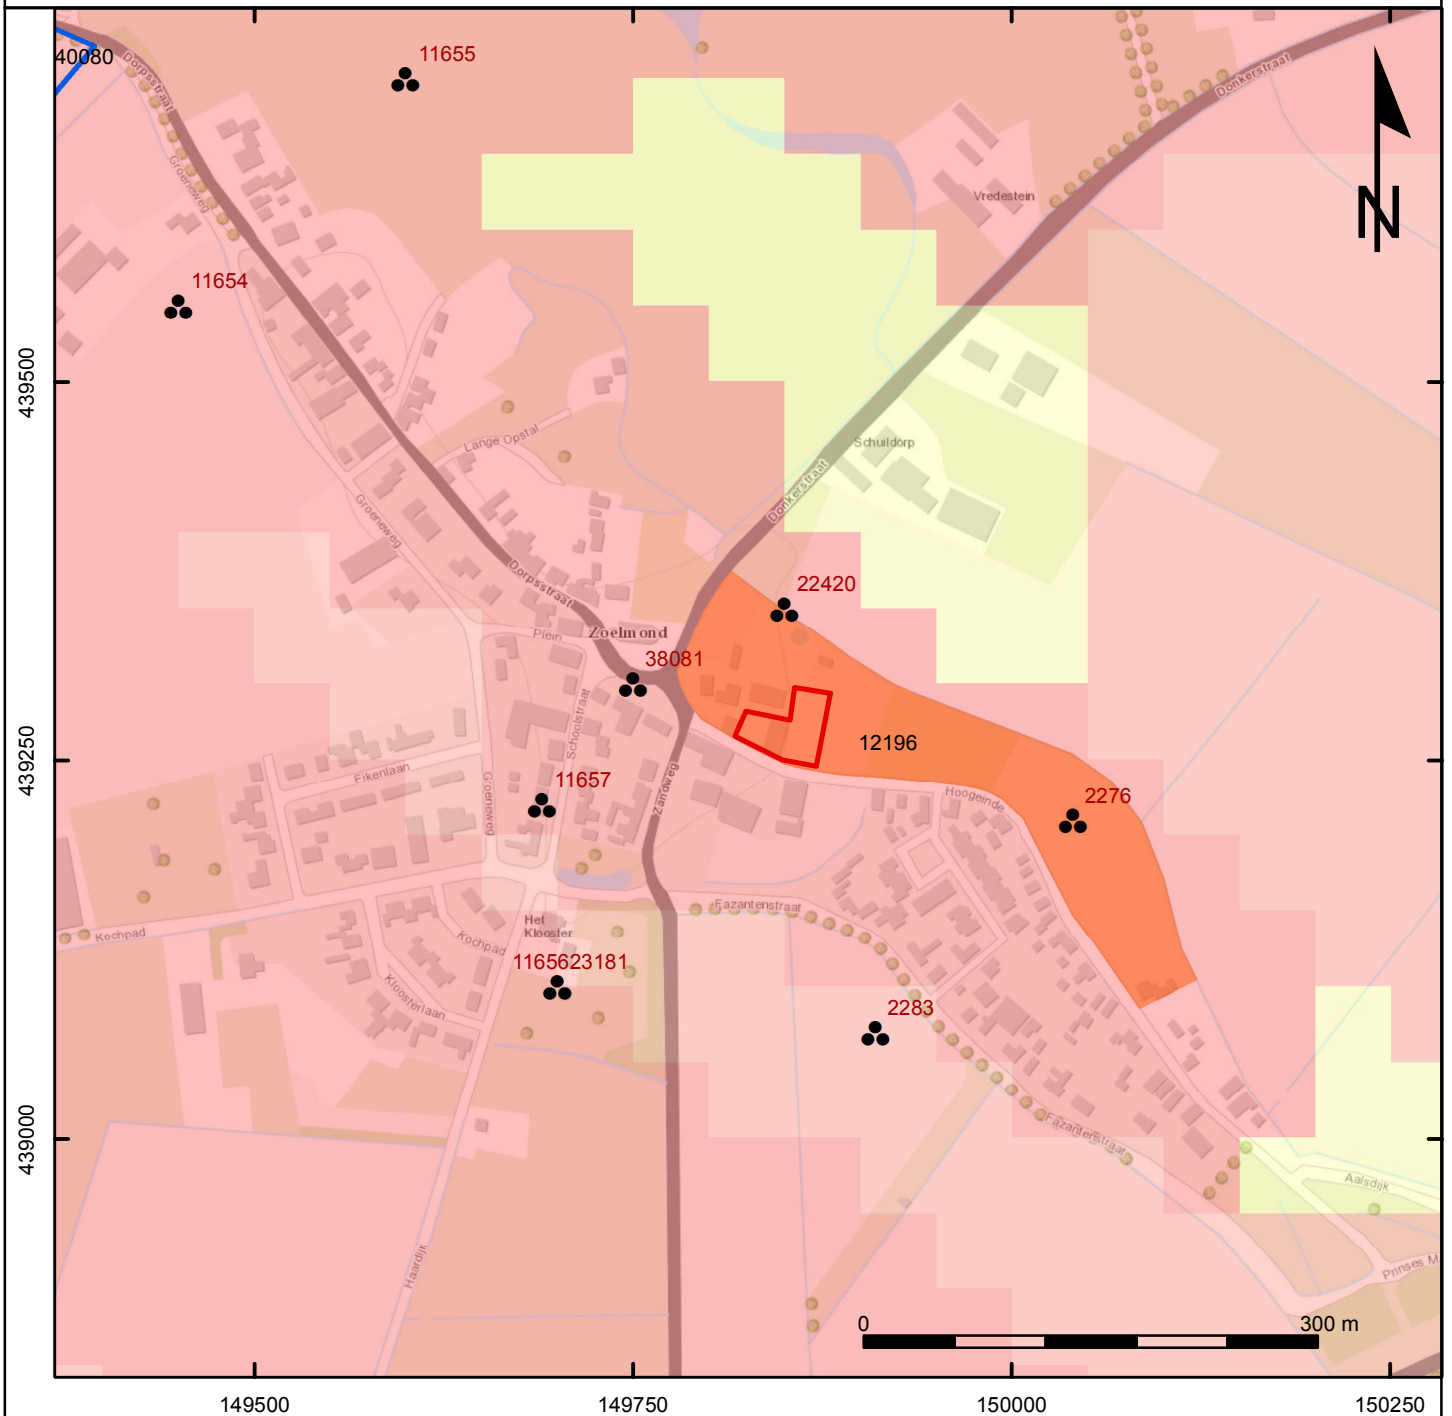 40080
Dorpsstraat
11655
Donkerstraat
N
Groeneweg
Vredestein
11654
439500
Lange Opstal
Schuildorp
Donkerstraat
Groeneweg
Dorpsstraat
22420
Plein
Zoelmond
38081
Schoolstraat
12196
439250
Eikenlaan
Groeneweg
11657
Zandweg
Hoogeinde
2276
Fazantenstraat
Kochpad
Het
Klooster
Kochpad
1165623181
Kloosterlaan
2283
439000
Fazantenstraat
Aalsdijk
Haardijk
Prinses M
0 300 m
149500 149750 150000 150250